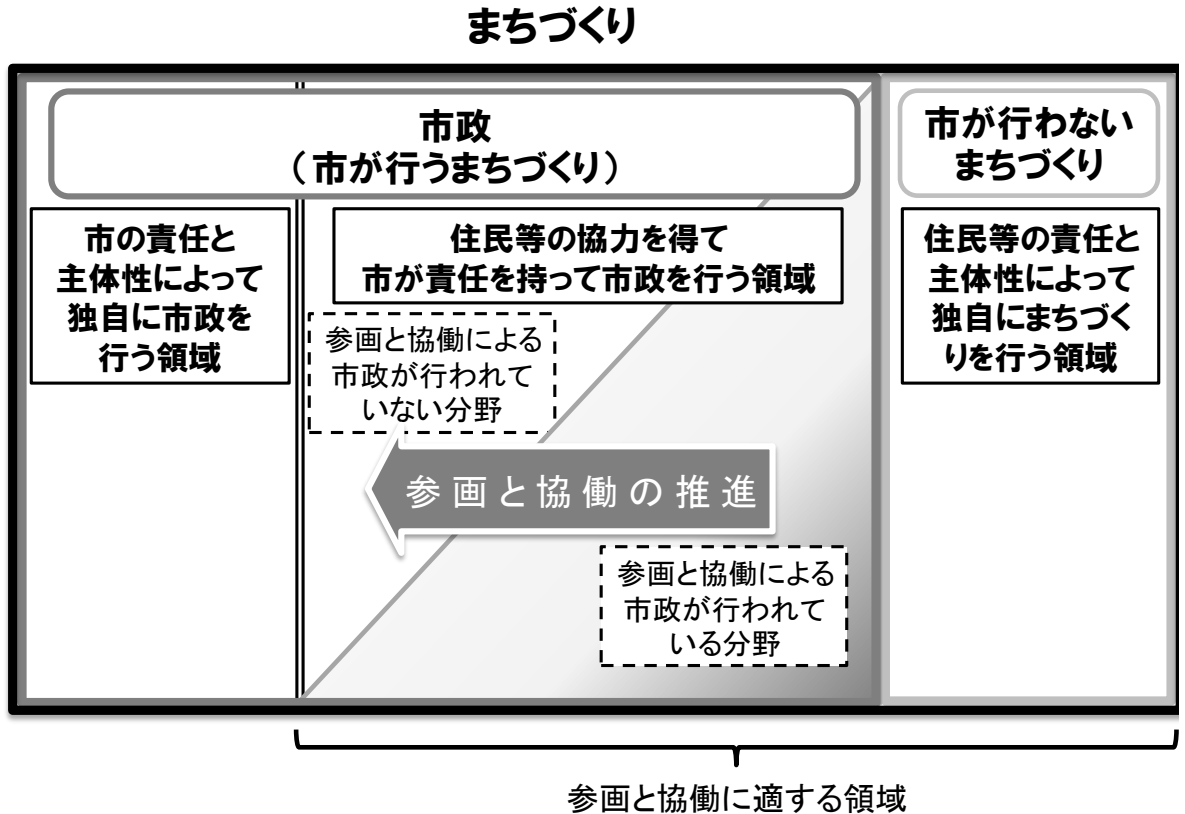 まちづくり
市政
（市が行うまちづくり）
市が行わない
まちづくり
市の責任と
主体性によって
独自に市政を
行う領域
住民等の協力を得て
市が責任を持って市政を行う領域
住民等の責任と
主体性によって
独自にまちづく
りを行う領域
参画と協働による
市政が行われて
いない分野
参画と協働の推進
参画と協働による
市政が行われて
いる分野
参画と協働に適する領域